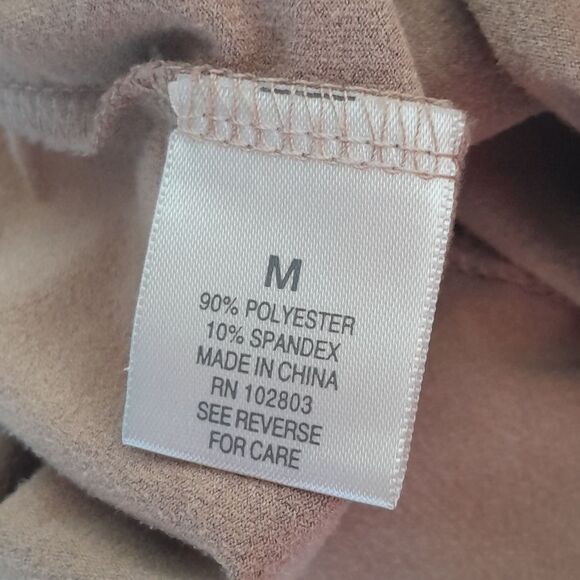 M
90% POLYESTER
10% SPANDEX
MADE IN CHINA
RN 102803
SEE REVERSE
FOR CARE